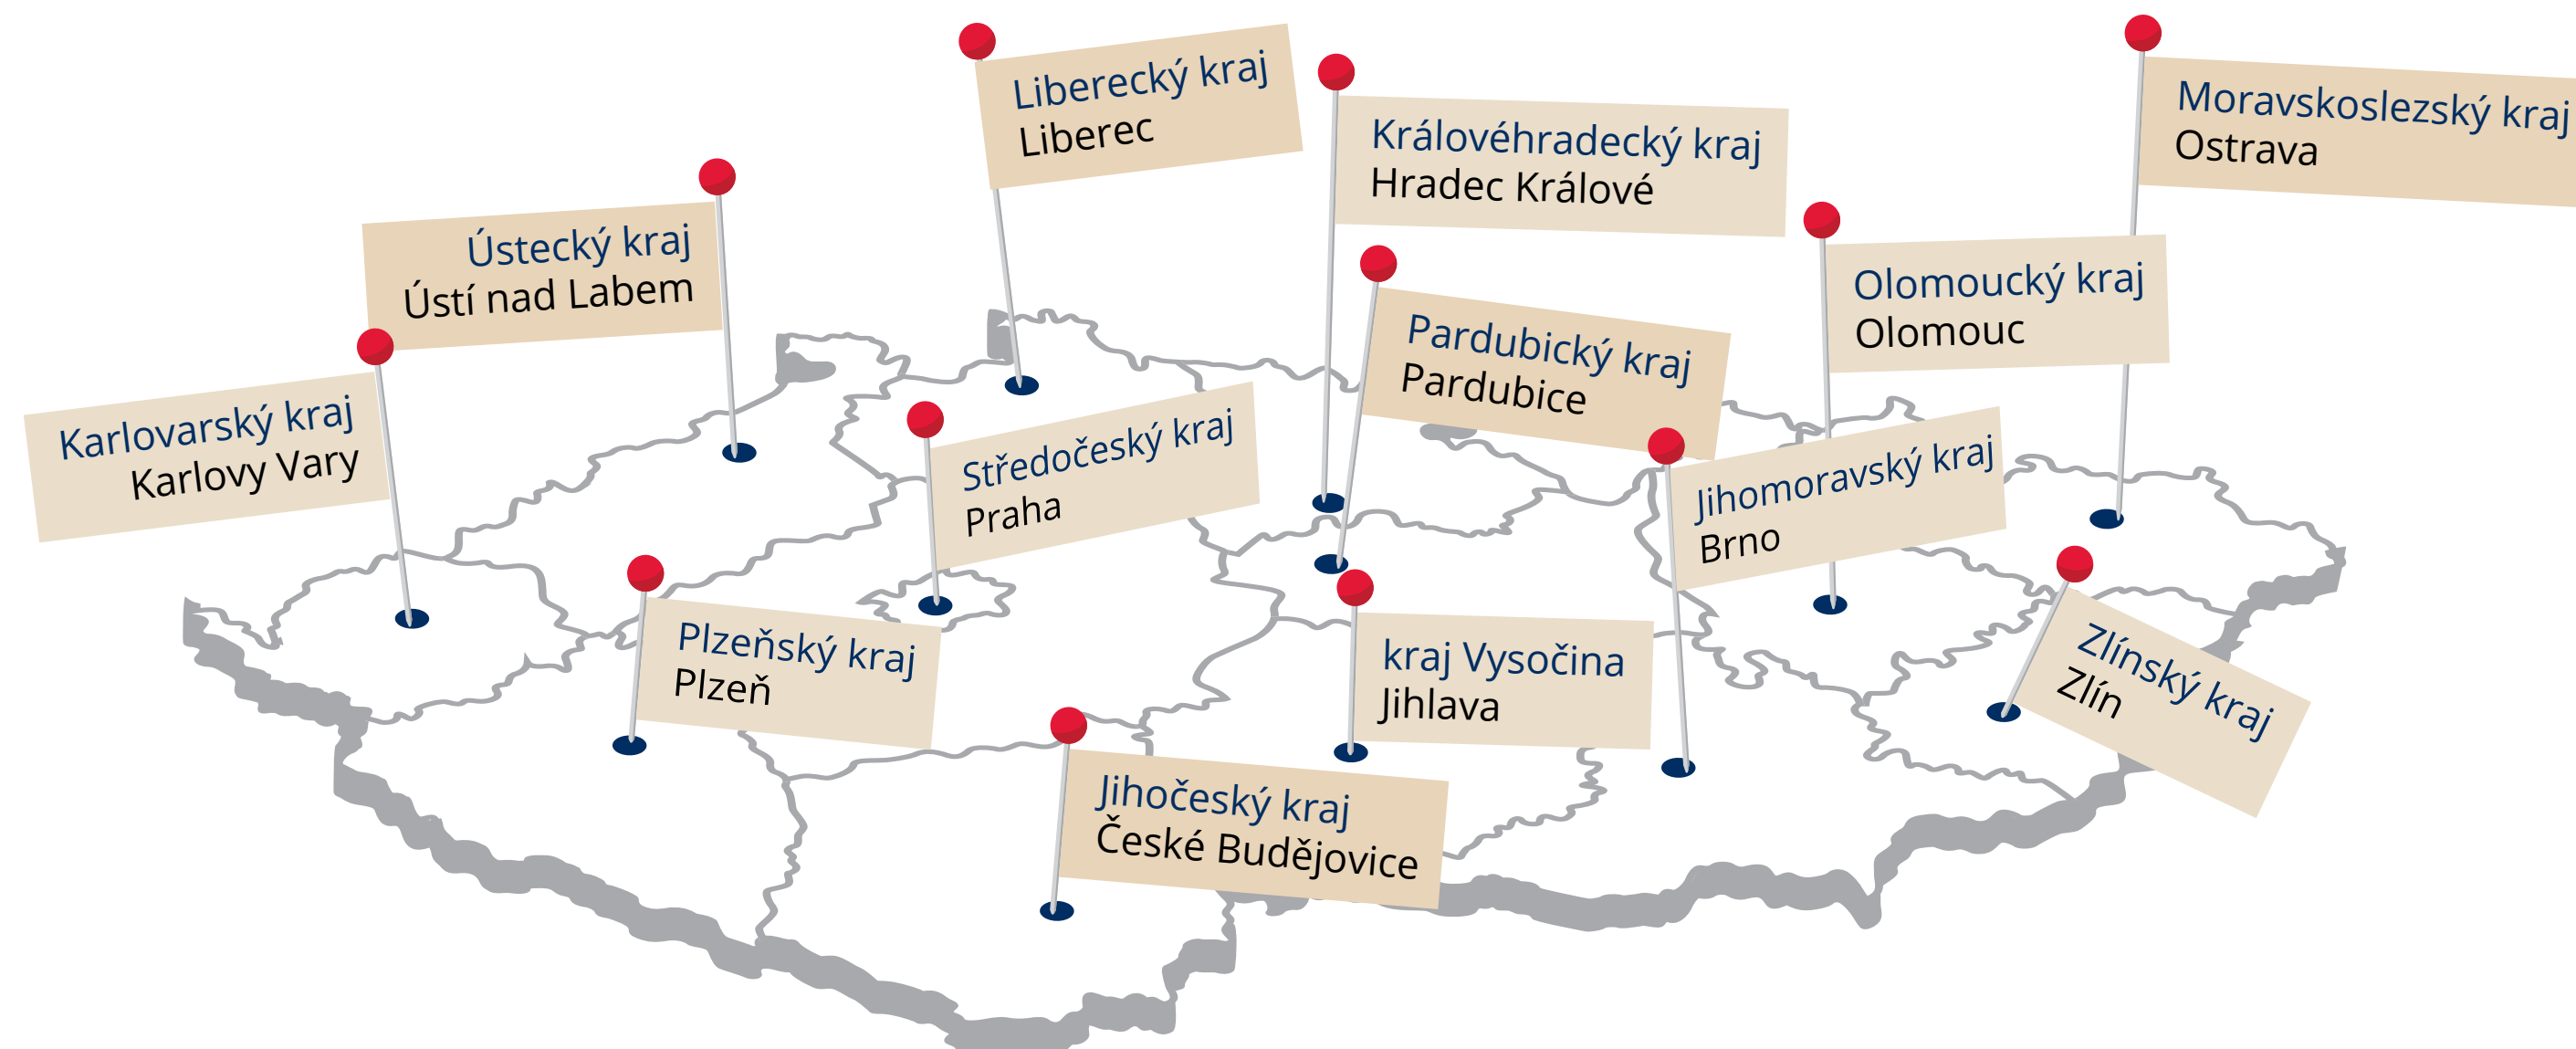 Liberecký kraj
Liberec
Královéhradecký kraj
Hradec Králové
Moravskoslezský kraj
Ostrava
Ústecký kraj
Ústí nad Labem
Olomoucký kraj
Olomouc
Pardubický kraj
Pardubice
Karlovarský kraj
Karlovy Vary
Středočeský kraj
Praha
Jihomoravský kraj
Brno
Plzeňský kraj
Plzeň
kraj Vysočina
Jihlava
Zlínský kraj
Zlín
Jihočeský kraj
České Budějovice